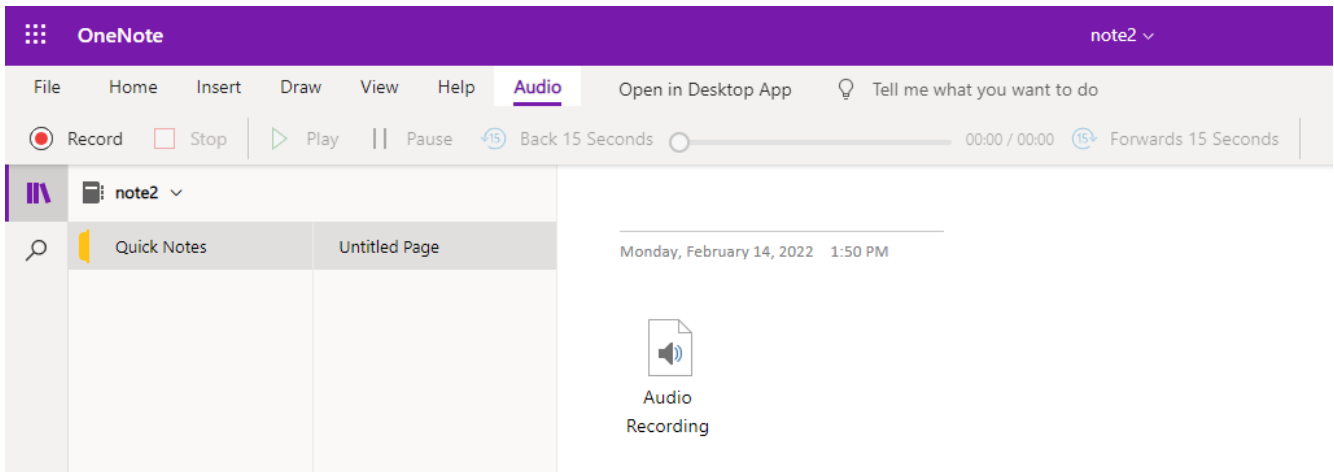 OneNote note2
File Home Insert Draw View Help Audio Open in Desktop App Tell me what you want to do
Record Stop Play Pause 15 Back 15 Seconds 00:00 / 00:00 15 Forwards 15 Seconds
note2
Quick Notes Untitled Page
Monday, February 14, 2022 1:50 PM
Audio
Recording